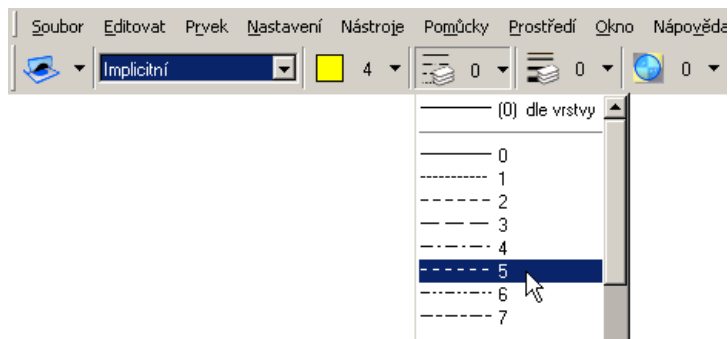 Soubor Editovat Prvek Nastavení Nástroje Pomůcky Prostředí Okno Nápověda
Implicitní 4 0 0 0
(0) dle vrstvy
0
1
2
3
4
5
6
7